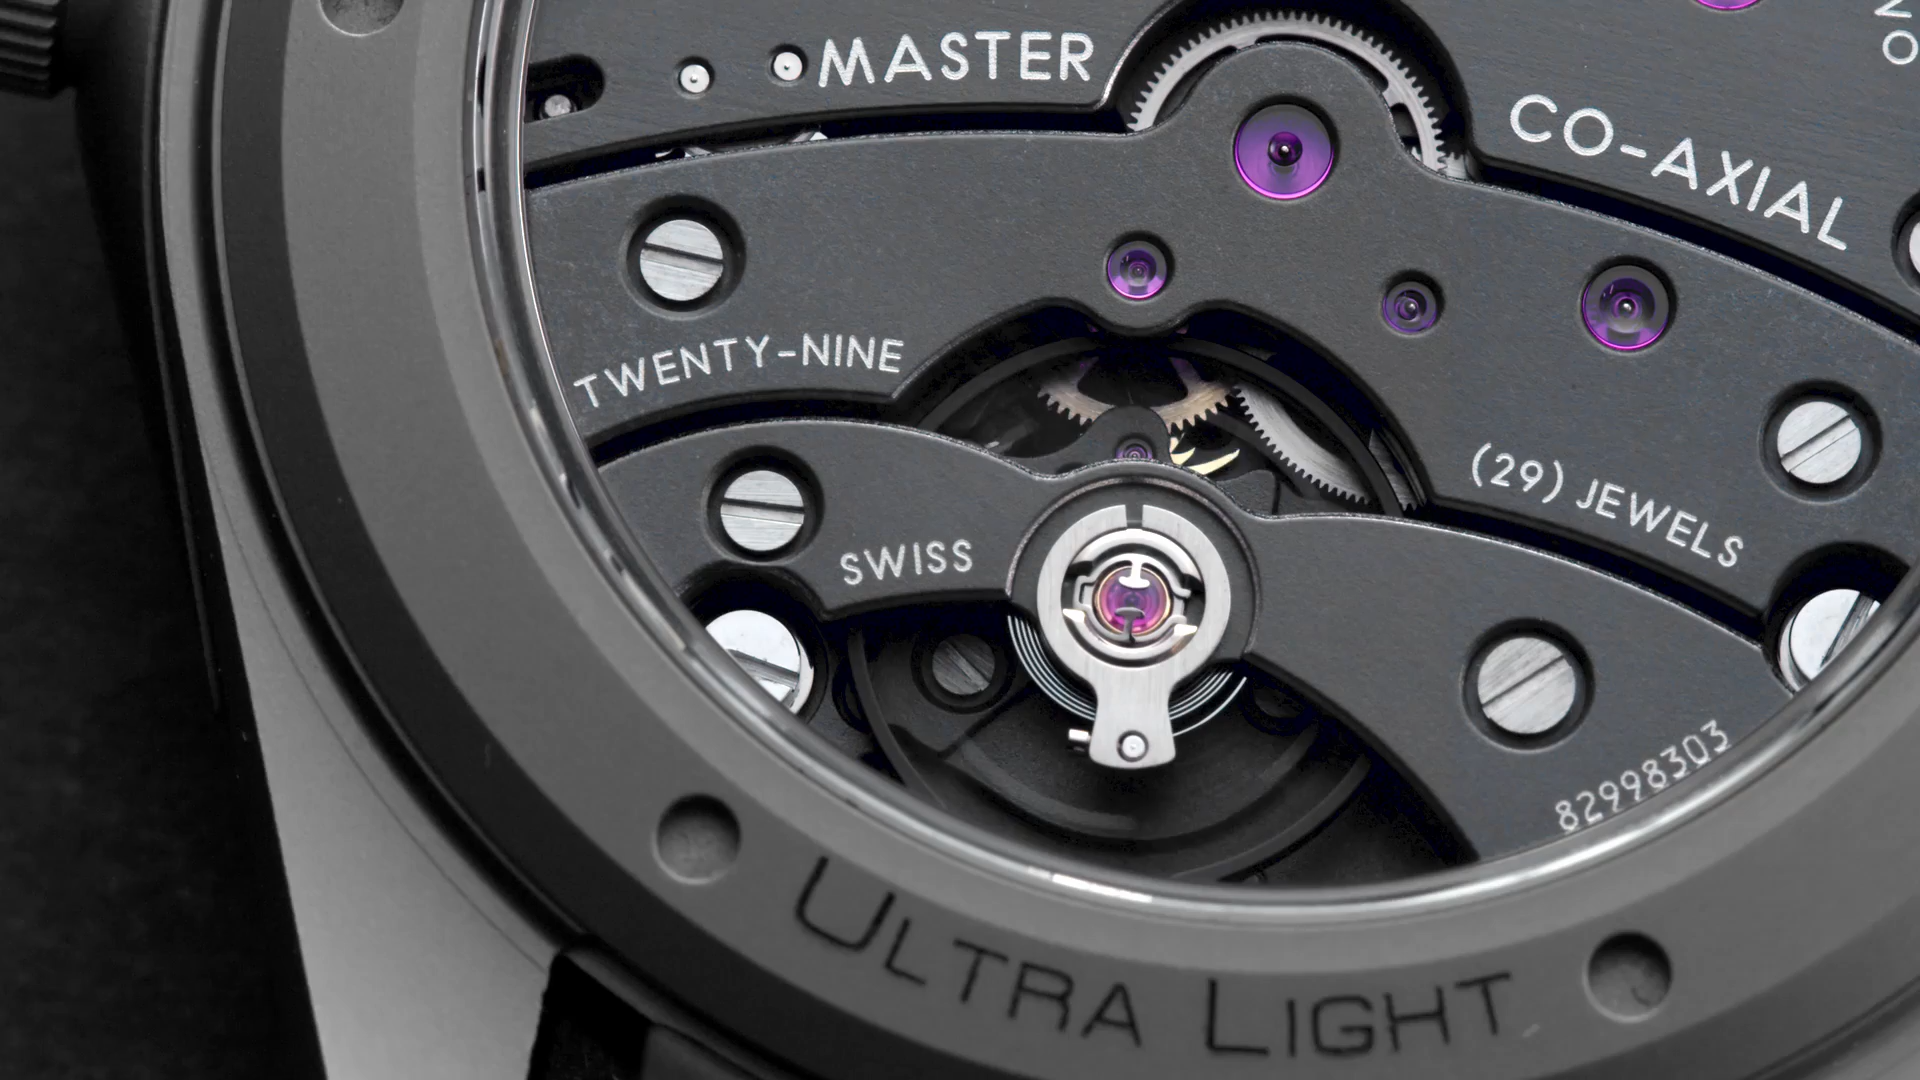 MASTER
CO-AXIAL
TWENTY-NINE
(29) JEWELS
SWISS
82998303
ULTRA LIGHT